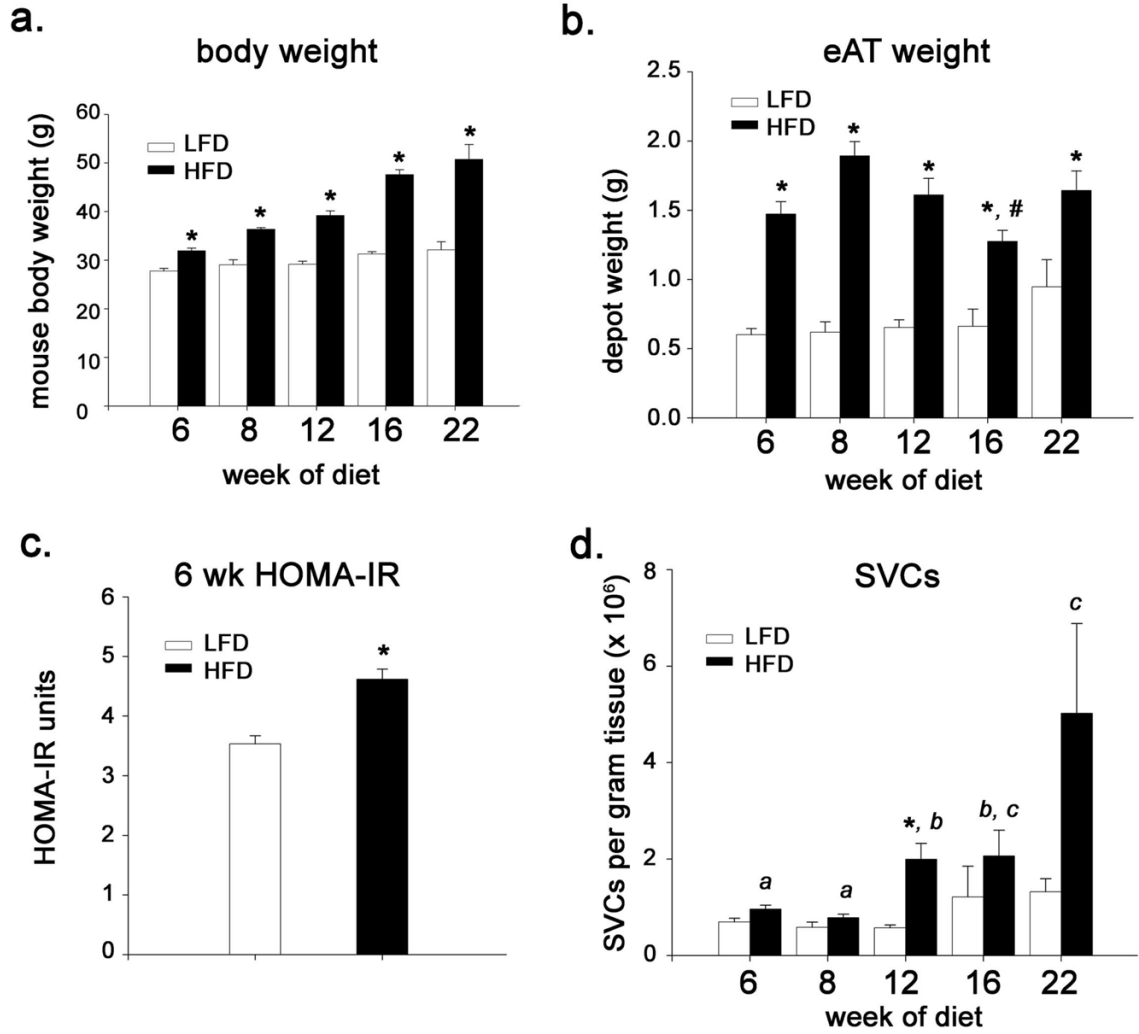 a.
body weight
mouse body weight (g)
60
50
40
30
20
10
0
LFD
HFD
*
*
*
*
*
6 8 12 16 22
week of diet
b.
eAT weight
depot weight (g)
2.5
2.0
1.5
1.0
0.5
0.0
LFD
HFD
*
*
*
*, #
*
6 8 12 16 22
week of diet
c.
6 wk HOMA-IR
HOMA-IR units
6
5
4
3
2
1
0
LFD
HFD
*
d.
SVCs
SVCs per gram tissue (x 10⁶)
8
6
4
2
0
LFD
HFD
a
a
*, b
b, c
c
6 8 12 16 22
week of diet